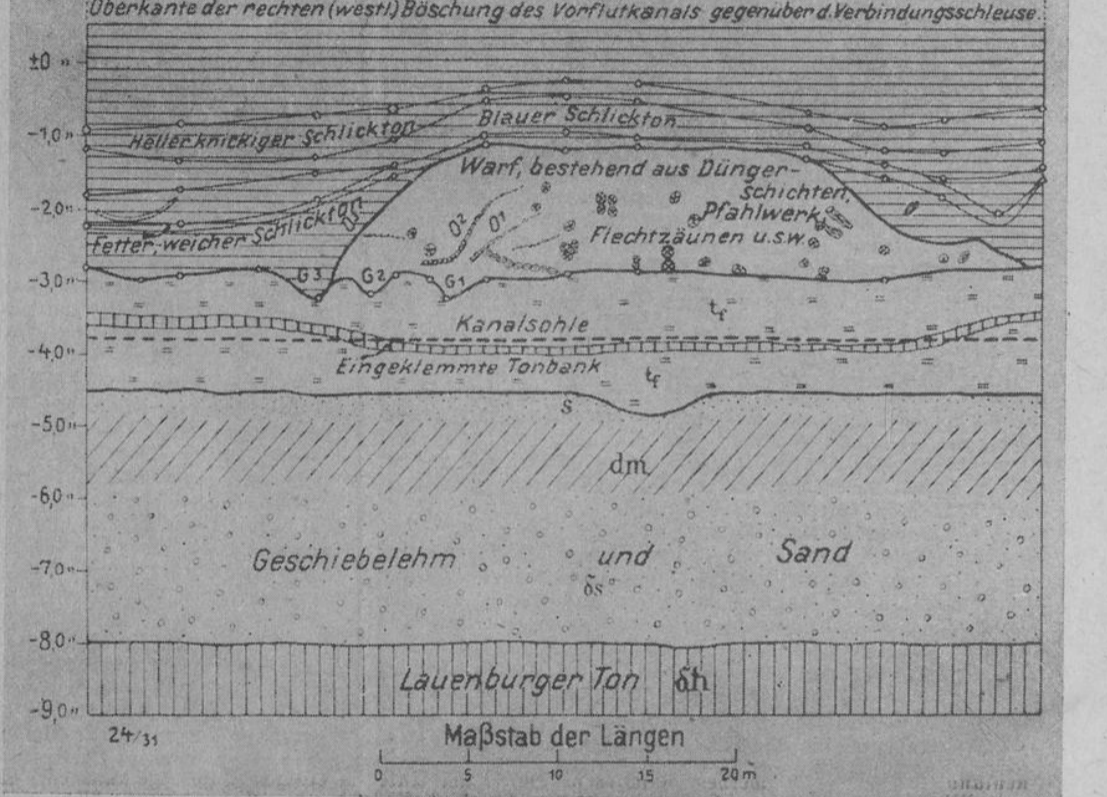 Oberkante der rechten (westl.) Böschung des Vorflutkanals gegenüber d. Verbindungsschleuse.
±0 "
-1,0 "
Heller knickiger Schlickton
Blauer Schlickton
Warf, bestehend aus Dünger-
schichten,
Pfahlwerk,
Flechtzäunen u.s.w.
-2,0 "
Fetter, weicher Schlickton
O²
O¹
G3
G2
G1
-3,0 "
t_f
Kanalsohle
-4,0 "
Eingeklemmte Tonbank
t_f
s
-5,0 "
dm
-6,0 "
Geschiebelehm und Sand
-7,0 "
δs
-8,0 "
Lauenburger Ton δh
-9,0 "
24/31
Maßstab der Längen
0 5 10 15 20 m